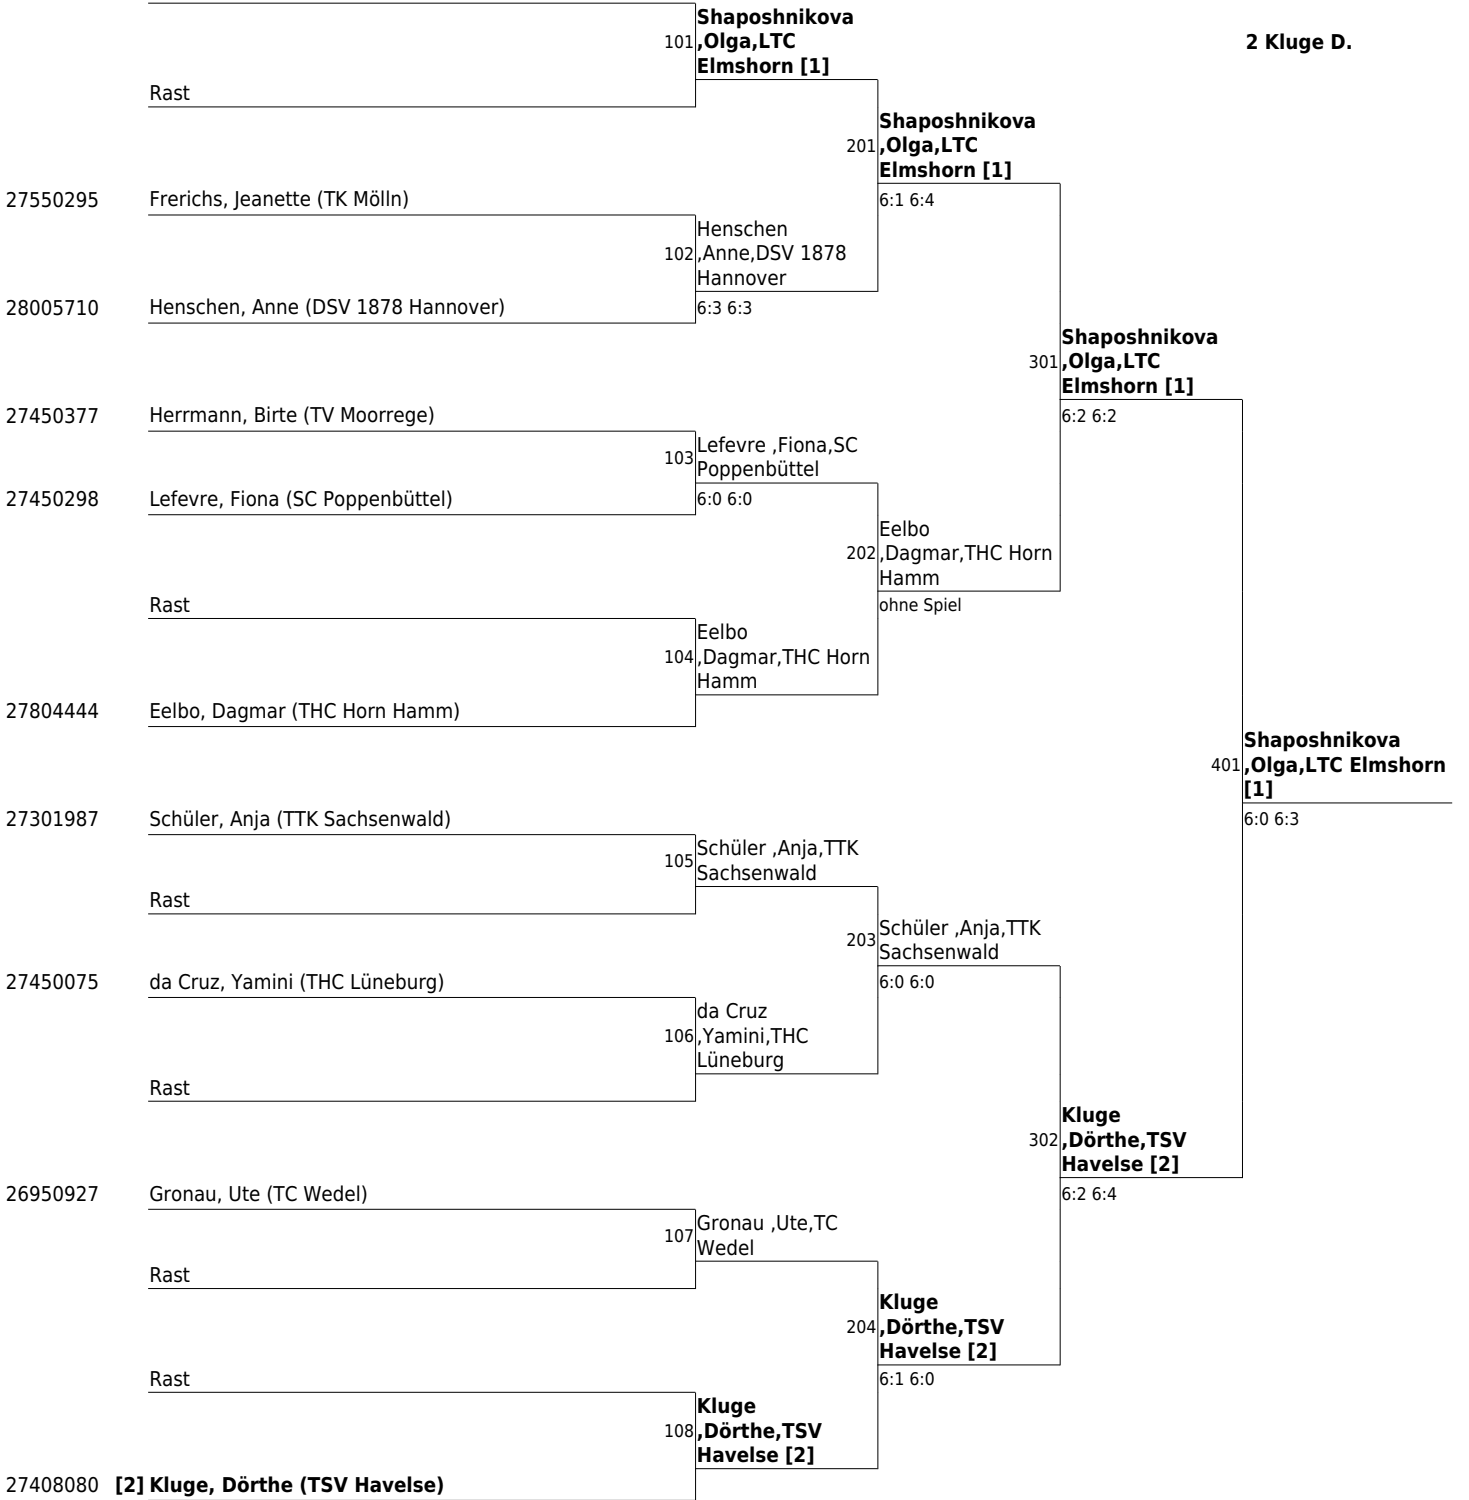 Shaposhnikova
101 ,Olga,LTC
Elmshorn [1]
2 Kluge D.
Rast
Shaposhnikova
201 ,Olga,LTC
Elmshorn [1]
27550295 Frerichs, Jeanette (TK Mölln)
6:1 6:4
Henschen
102 ,Anne,DSV 1878
Hannover
28005710 Henschen, Anne (DSV 1878 Hannover)
6:3 6:3
Shaposhnikova
301 ,Olga,LTC
Elmshorn [1]
27450377 Herrmann, Birte (TV Moorrege)
6:2 6:2
103 Lefevre ,Fiona,SC
Poppenbüttel
27450298 Lefevre, Fiona (SC Poppenbüttel)
6:0 6:0
Eelbo
202 ,Dagmar,THC Horn
Hamm
Rast
ohne Spiel
Eelbo
104 ,Dagmar,THC Horn
Hamm
27804444 Eelbo, Dagmar (THC Horn Hamm)
Shaposhnikova
401 ,Olga,LTC Elmshorn
[1]
27301987 Schüler, Anja (TTK Sachsenwald)
6:0 6:3
105 Schüler ,Anja,TTK
Sachsenwald
Rast
203 Schüler ,Anja,TTK
Sachsenwald
27450075 da Cruz, Yamini (THC Lüneburg)
6:0 6:0
da Cruz
106 ,Yamini,THC
Lüneburg
Rast
Kluge
302 ,Dörthe,TSV
Havelse [2]
26950927 Gronau, Ute (TC Wedel)
6:2 6:4
107 Gronau ,Ute,TC
Wedel
Rast
Kluge
204 ,Dörthe,TSV
Havelse [2]
Rast
6:1 6:0
Kluge
108 ,Dörthe,TSV
Havelse [2]
27408080 [2] Kluge, Dörthe (TSV Havelse)